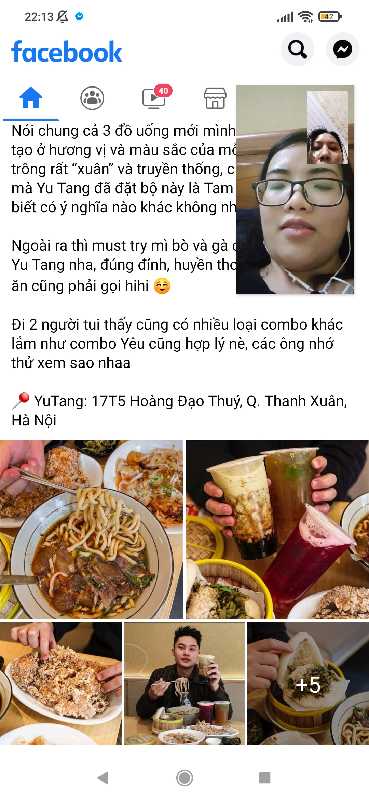 22:13
42
facebook
40
Nói chung cả 3 đồ uống mới mình
tạo ở hương vị và màu sắc của mó
trông rất “xuân” và truyền thống, c
mà Yu Tang đã đặt bộ này là Tam
biết có ý nghĩa nào khác không nh
Ngoài ra thì must try mì bò và gà c
Yu Tang nha, đúng đính, huyền tho
ăn cũng phải gọi hihi
Đi 2 người tui thấy cũng có nhiều loại combo khác
lắm như combo Yêu cũng hợp lý nè, các ông nhớ
thử xem sao nhaa
YuTang: 17T5 Hoàng Đạo Thuý, Q. Thanh Xuân,
Hà Nội
+5